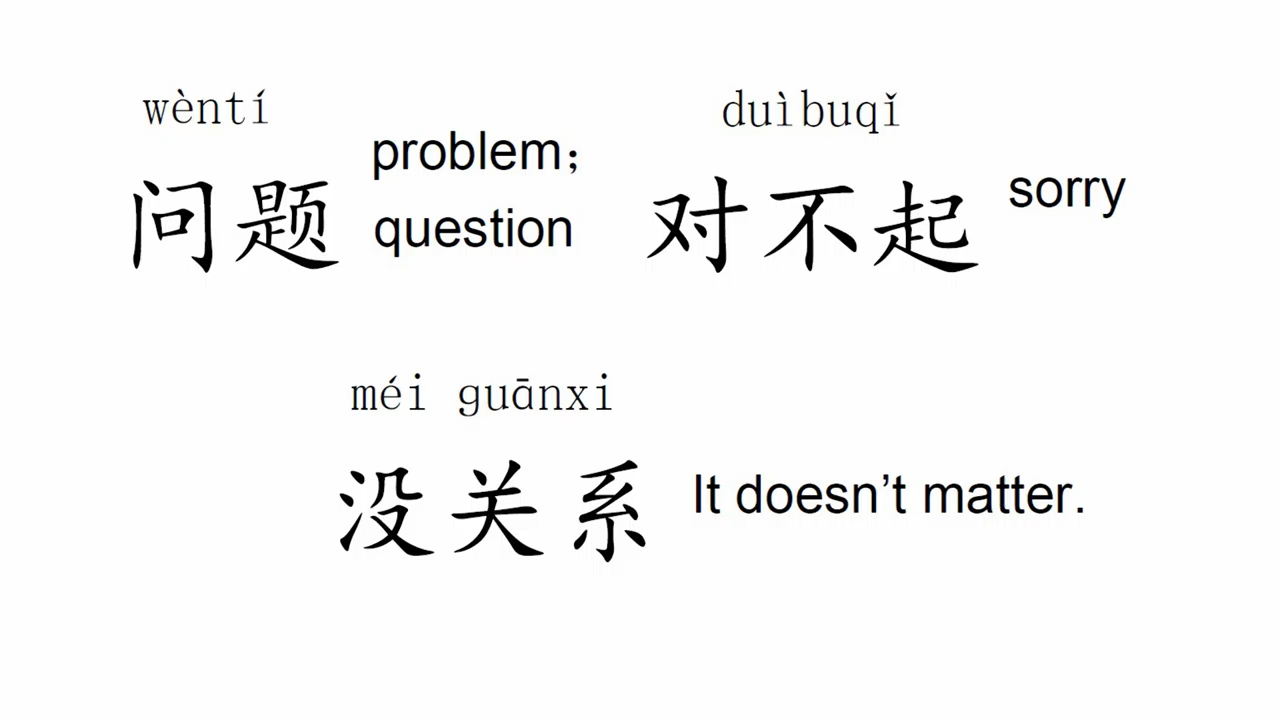 wèntí
problem；
问题
question
duìbuqǐ
对不起
sorry
méi guānxi
没关系
It doesn’t matter.